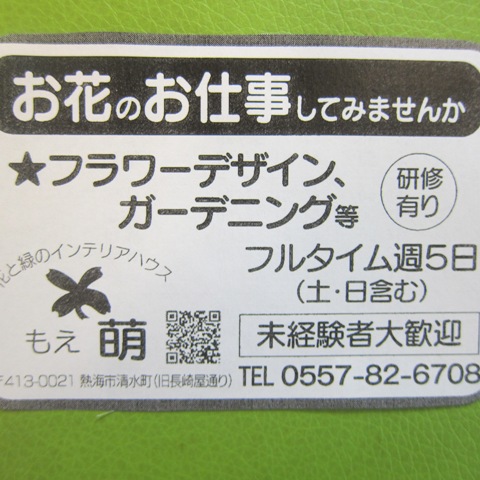 お花のお仕事してみませんか
★フラワーデザイン、
ガーデニング等
研修
有り
花と緑のインテリアハウス
フルタイム週5日
(土・日含む)
もえ 萌
未経験者大歓迎
〒413-0021 熱海市清水町(旧長崎屋通り)
TEL 0557-82-6708